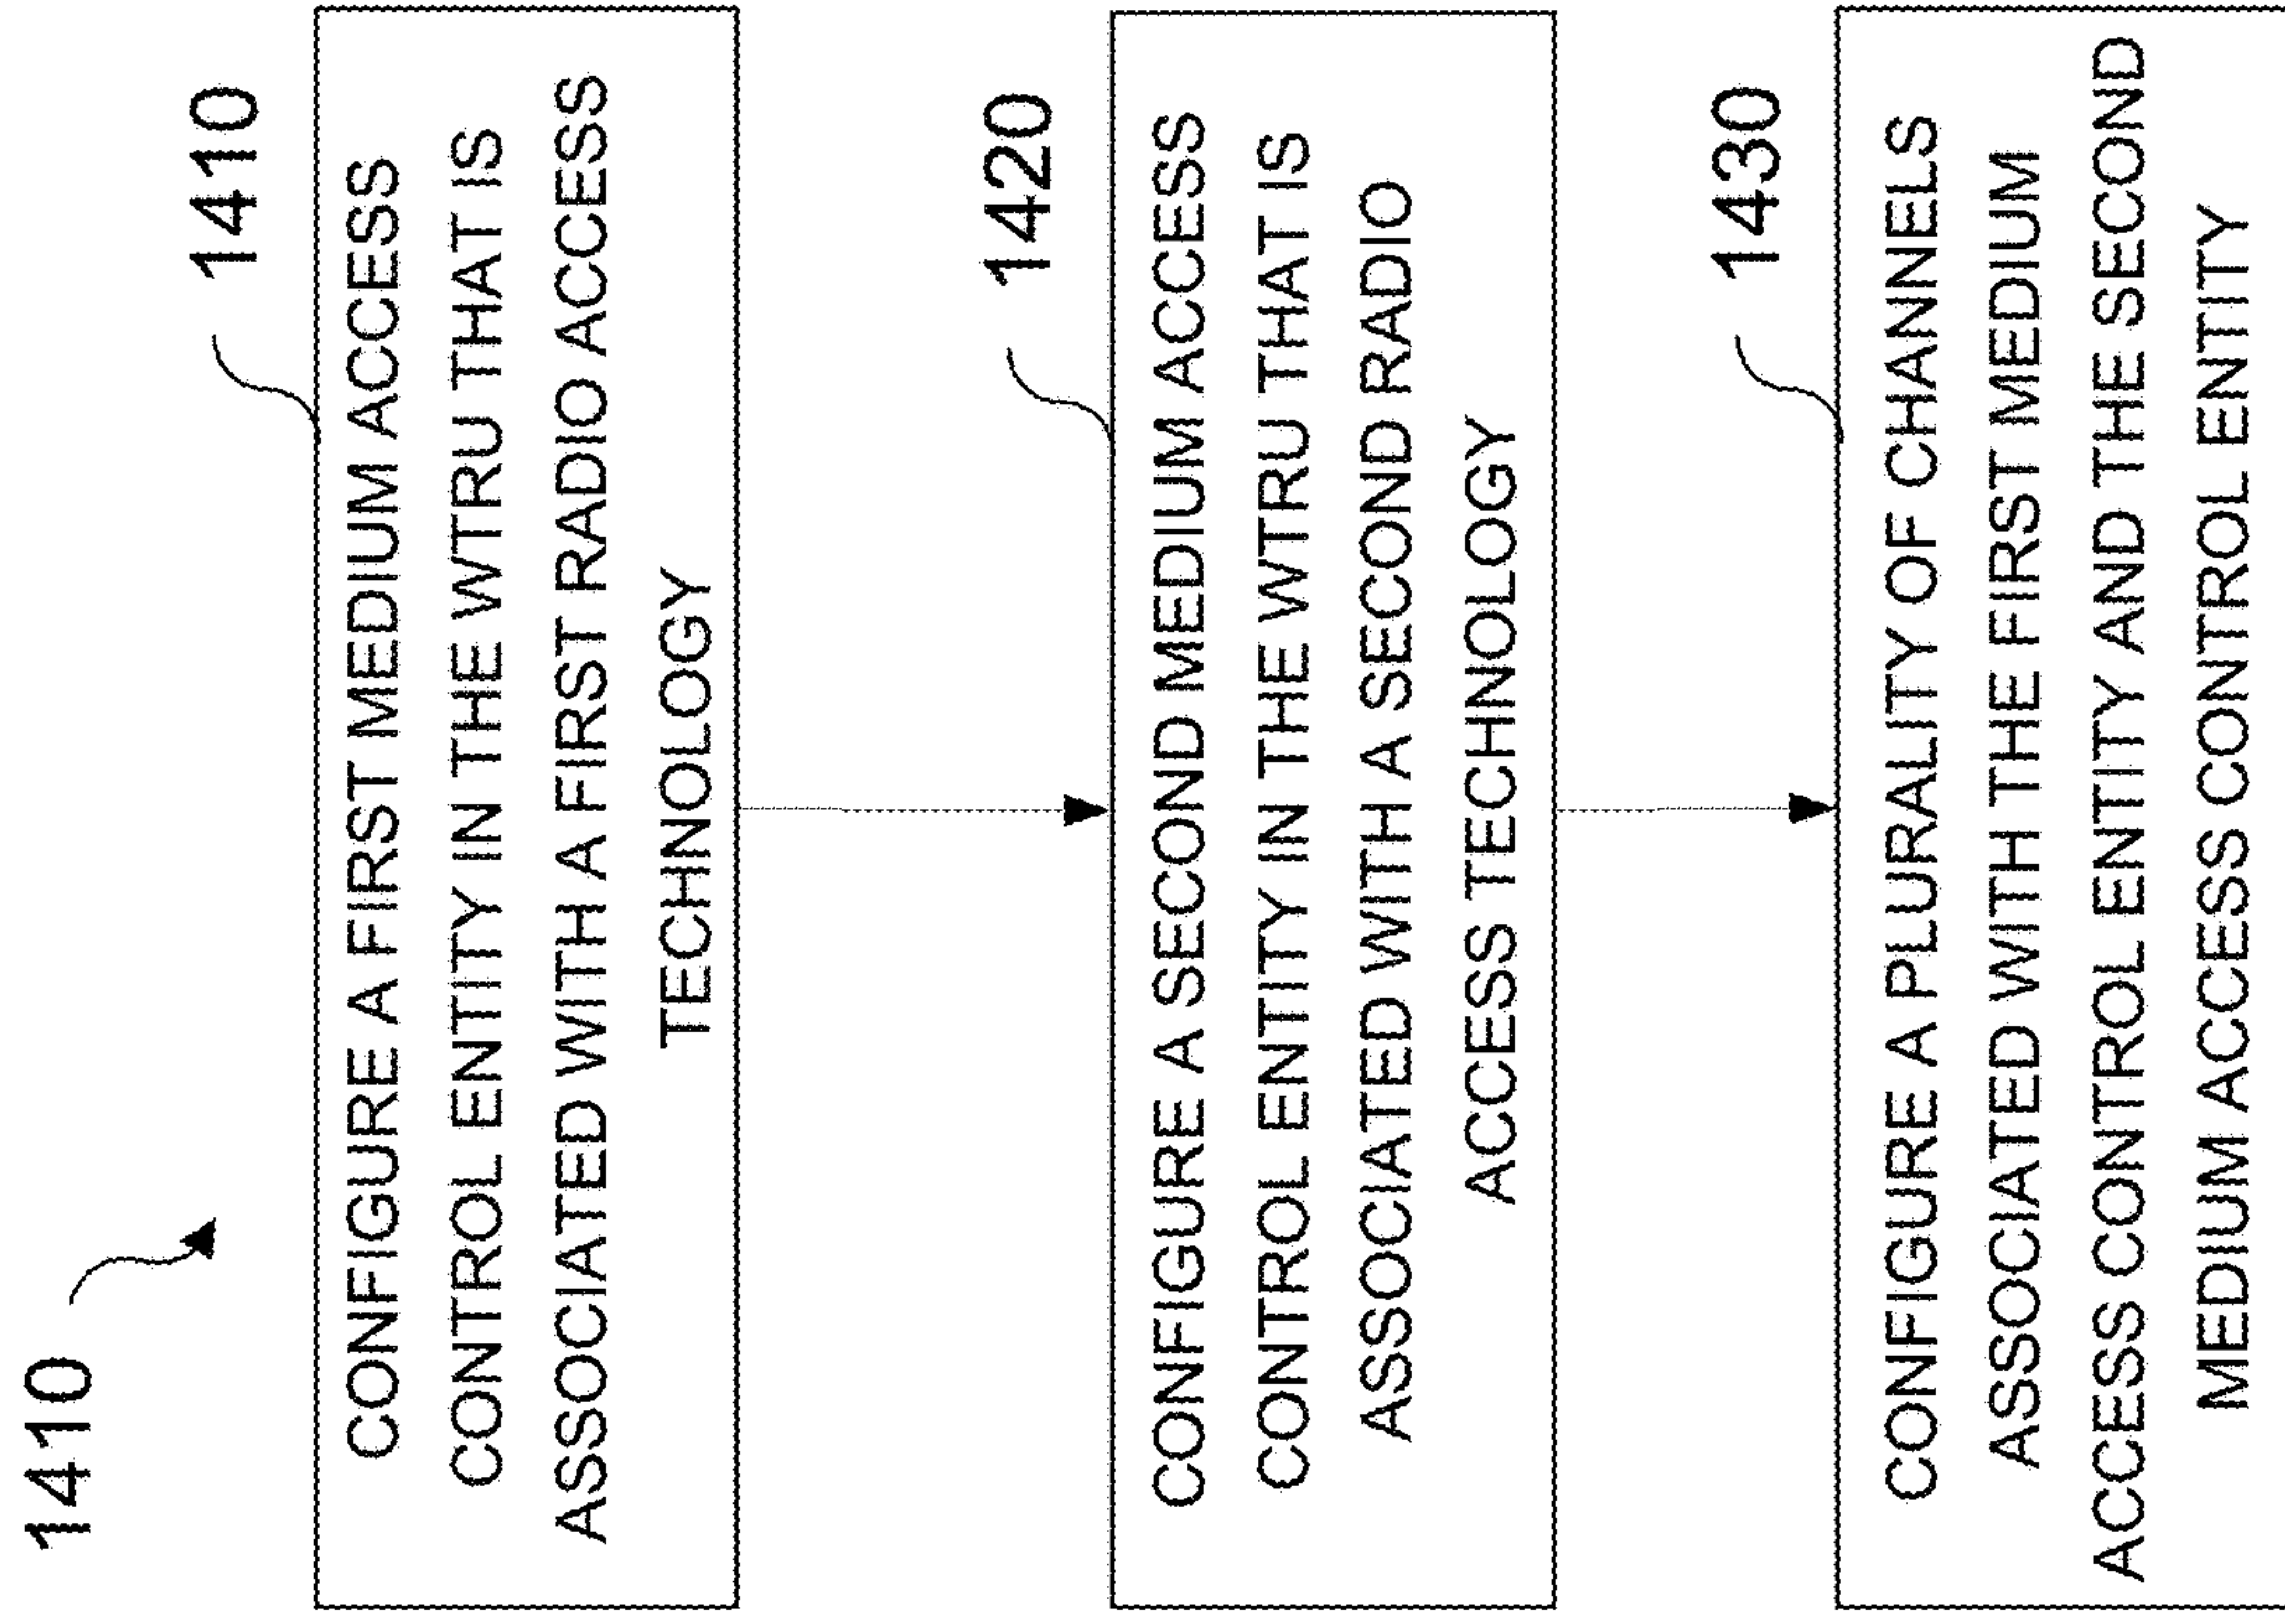 1410
1410
CONFIGURE A FIRST MEDIUM ACCESS
CONTROL ENTITY IN THE WTRU THAT IS
ASSOCIATED WITH A FIRST RADIO ACCESS
TECHNOLOGY
1420
CONFIGURE A SECOND MEDIUM ACCESS
CONTROL ENTITY IN THE WTRU THAT IS
ASSOCIATED WITH A SECOND RADIO
ACCESS TECHNOLOGY
1430
CONFIGURE A PLURALITY OF CHANNELS
ASSOCIATED WITH THE FIRST MEDIUM
ACCESS CONTROL ENTITY AND THE SECOND
MEDIUM ACCESS CONTROL ENTITY